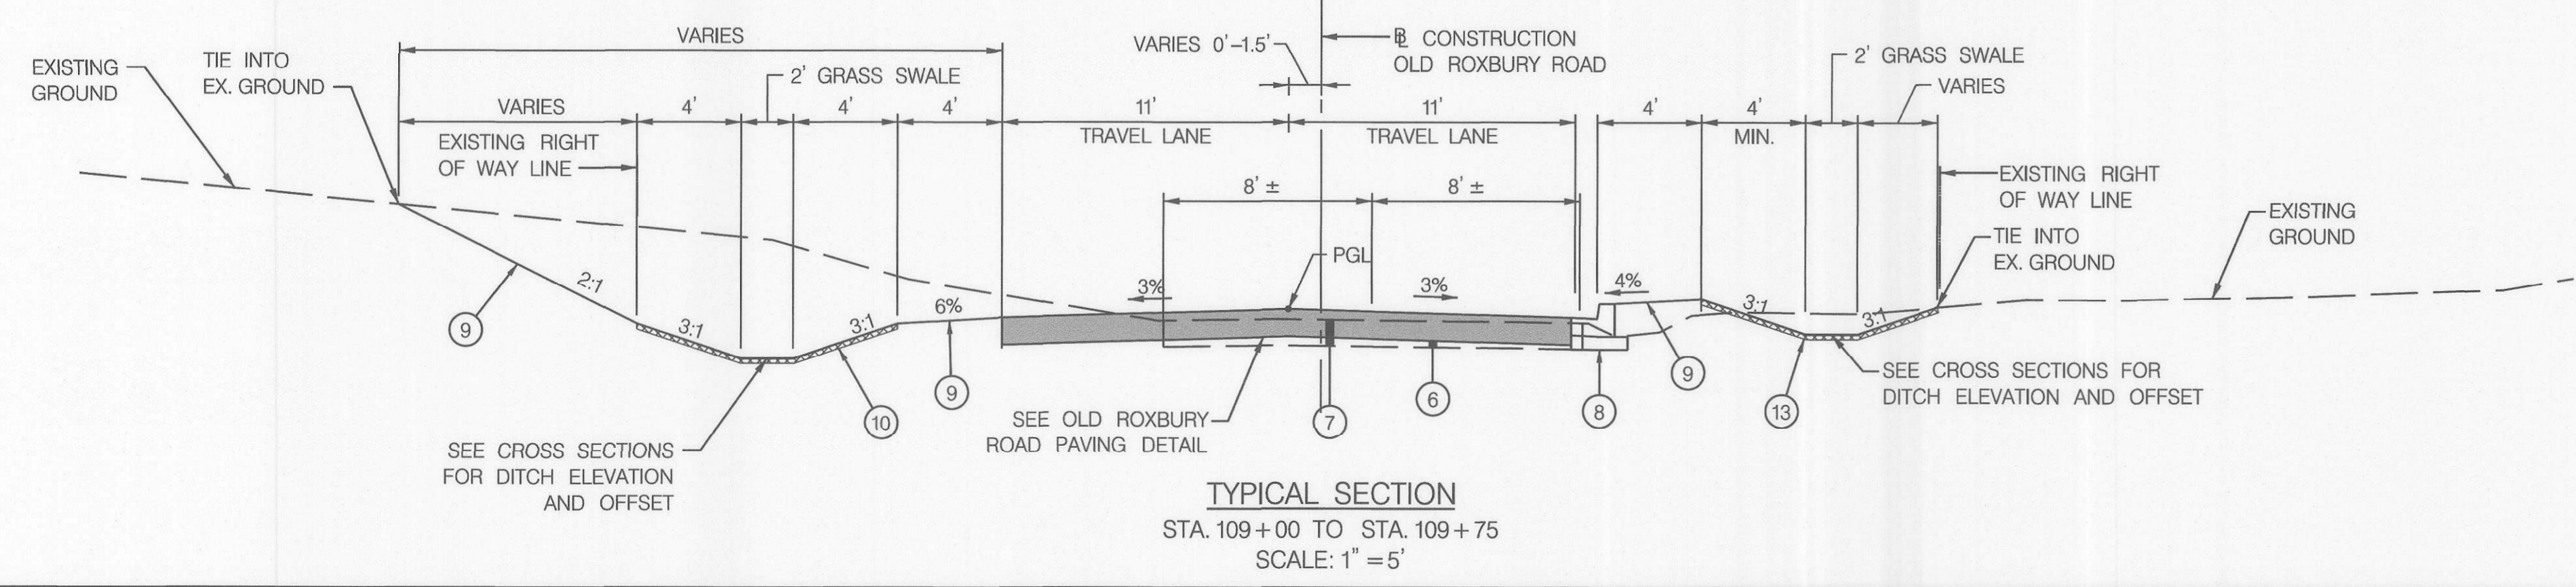 VARIES
VARIES 0'-1.5'
℄ CONSTRUCTION
OLD ROXBURY ROAD
EXISTING
GROUND
TIE INTO
EX. GROUND
2' GRASS SWALE
2' GRASS SWALE
VARIES
VARIES
4'
4'
4'
11'
TRAVEL LANE
11'
TRAVEL LANE
4'
4'
MIN.
EXISTING RIGHT
OF WAY LINE
8' ±
8' ±
EXISTING RIGHT
OF WAY LINE
EXISTING
GROUND
TIE INTO
EX. GROUND
PGL
2:1
3:1
3:1
6%
3%
3%
4%
3:1
3:1
9
10
9
7
6
8
9
13
SEE CROSS SECTIONS
FOR DITCH ELEVATION
AND OFFSET
SEE OLD ROXBURY
ROAD PAVING DETAIL
SEE CROSS SECTIONS FOR
DITCH ELEVATION AND OFFSET
TYPICAL SECTION
STA. 109+00 TO STA. 109+75
SCALE: 1" = 5'